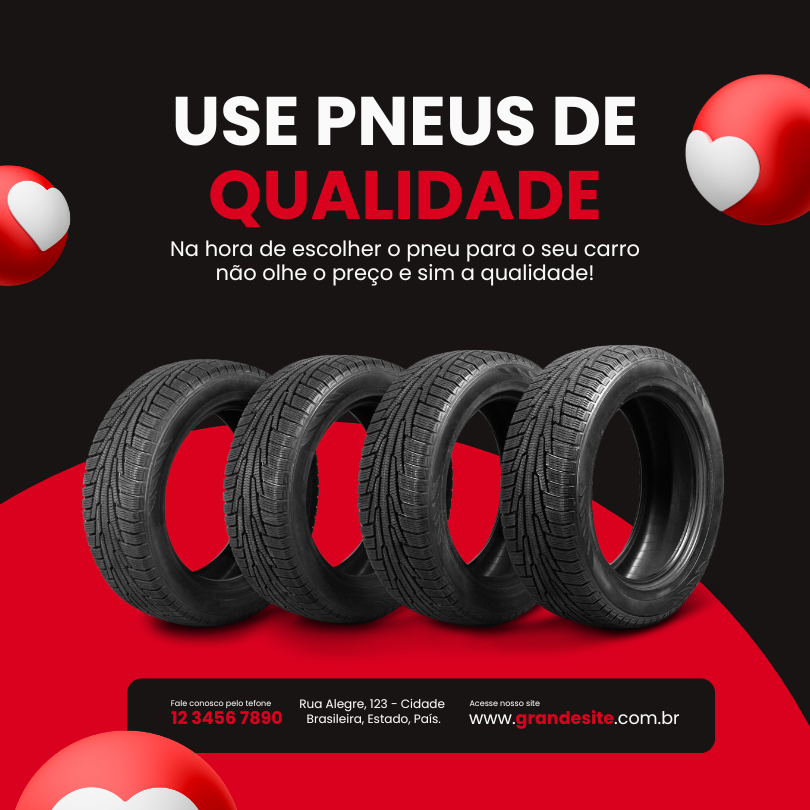 USE PNEUS DE
QUALIDADE
Na hora de escolher o pneu para o seu carro
não olhe o preço e sim a qualidade!
Fale conosco pelo tefone
12 3456 7890
Rua Alegre, 123 - Cidade
Brasileira, Estado, País.
Acesse nosso site
www.grandesite.com.br